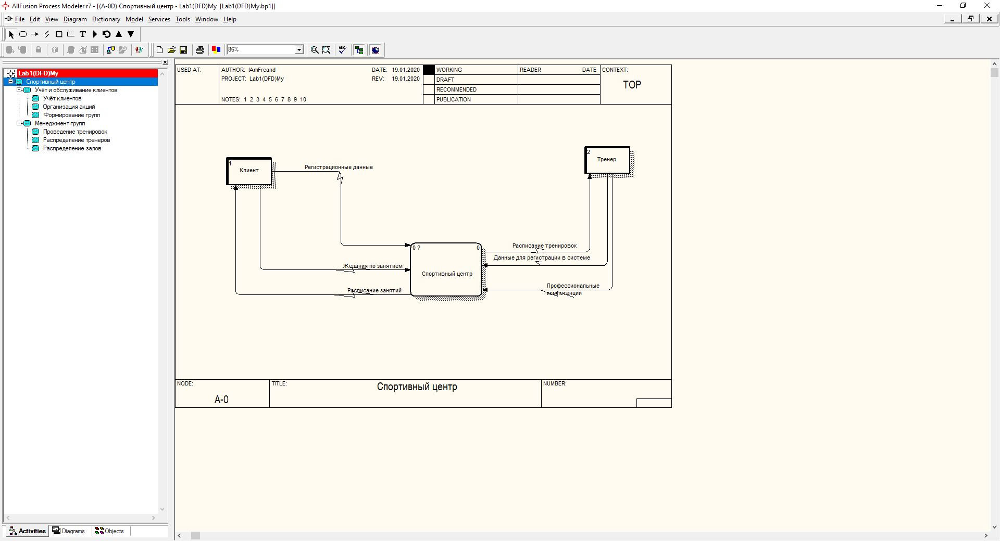 AllFusion Process Modeler r7 - [(A-0D) Спортивный центр - Lab1(DFD)My [Lab1(DFD)My.bp1]]
File Edit View Diagram Dictionary Model Services Tools Window Help
T
86%
ABC
Lab1(DFD)My
Спортивный центр
Учёт и обслуживание клиентов
Учёт клиентов
Организация акций
Формирование групп
Менеджмент групп
Проведение тренировок
Распределение тренеров
Распределение залов
Activities Diagrams Objects
USED AT:
AUTHOR: IAmFreand
DATE: 19.01.2020
PROJECT: Lab1(DFD)My
REV: 19.01.2020
NOTES: 1 2 3 4 5 6 7 8 9 10
WORKING
DRAFT
RECOMMENDED
PUBLICATION
READER DATE
CONTEXT:
TOP
1
Клиент
Регистрационные данные
2
Тренер
0 ? 0
Спортивный центр
Желания по занятием
Расписание занятий
Расписание тренировок
Данные для регистрации в системе
Профессиональные
компотенции
NODE:
A-0
TITLE:
Спортивный центр
NUMBER: